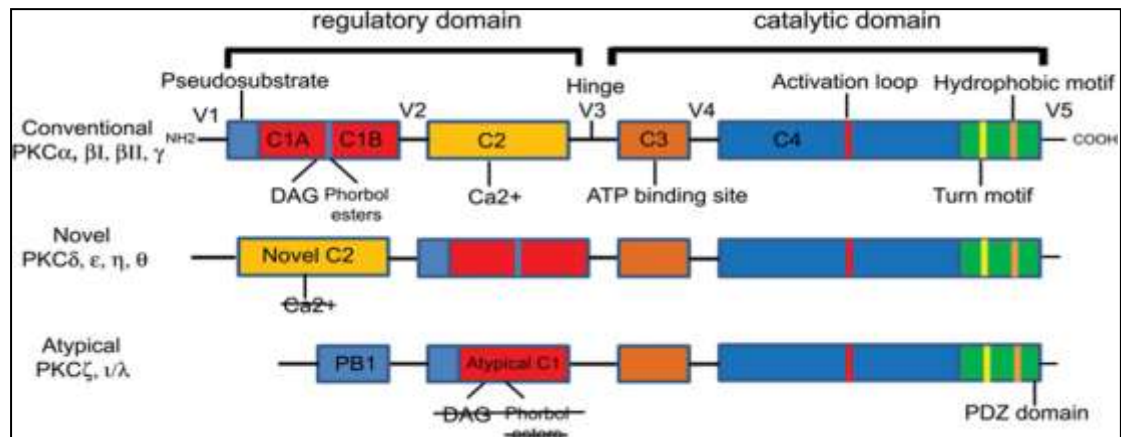 regulatory domain
catalytic domain
Pseudosubstrate
Hinge
Activation loop
Hydrophobic motif
V1
V2
V3
V4
V5
Conventional
PKCα, βI, βII, γ
NH2
C1A
C1B
C2
C3
C4
COOH
DAG
Phorbol
esters
Ca2+
ATP binding site
Turn motif
Novel
PKCδ, ε, η, θ
Novel C2
Ca2+
Atypical
PKCζ, ι/λ
PB1
Atypical C1
DAG
Phorbol
esters
PDZ domain